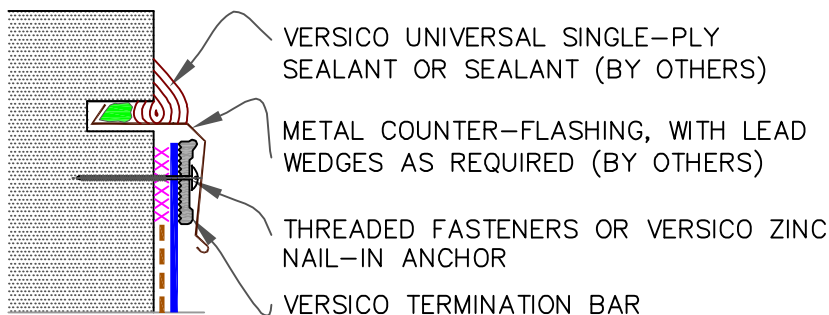 VERSICO UNIVERSAL SINGLE-PLY
SEALANT OR SEALANT (BY OTHERS)
METAL COUNTER-FLASHING, WITH LEAD
WEDGES AS REQUIRED (BY OTHERS)
THREADED FASTENERS OR VERSICO ZINC
NAIL-IN ANCHOR
VERSICO TERMINATION BAR